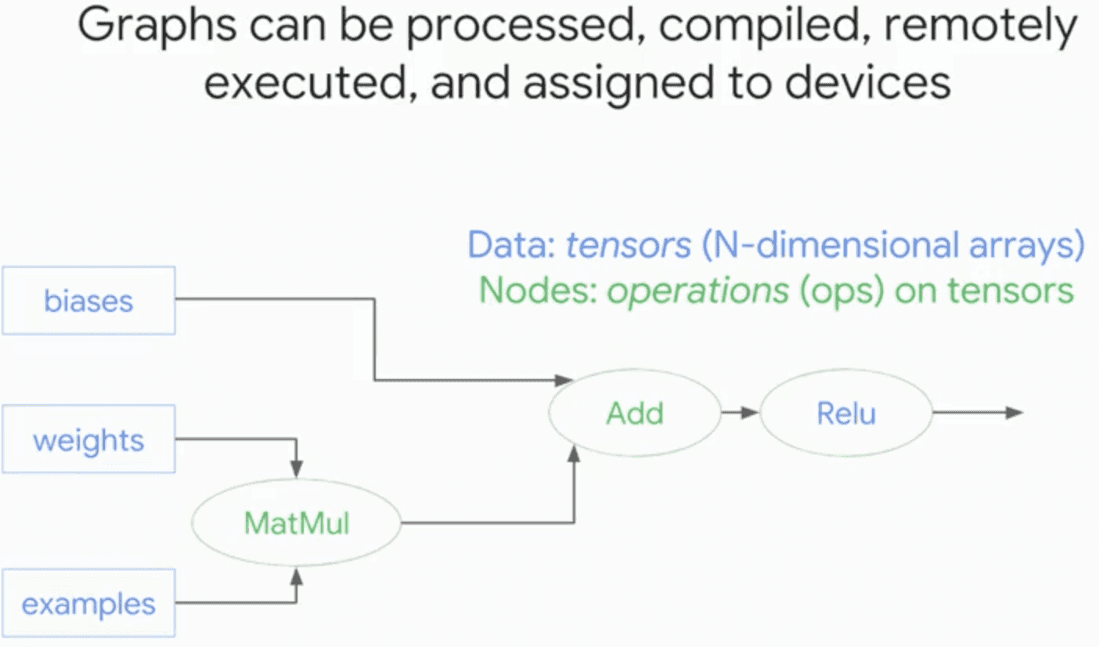 Graphs can be processed, compiled, remotely
executed, and assigned to devices
Data: tensors (N-dimensional arrays)
Nodes: operations (ops) on tensors
biases
weights
Add
Relu
MatMul
examples